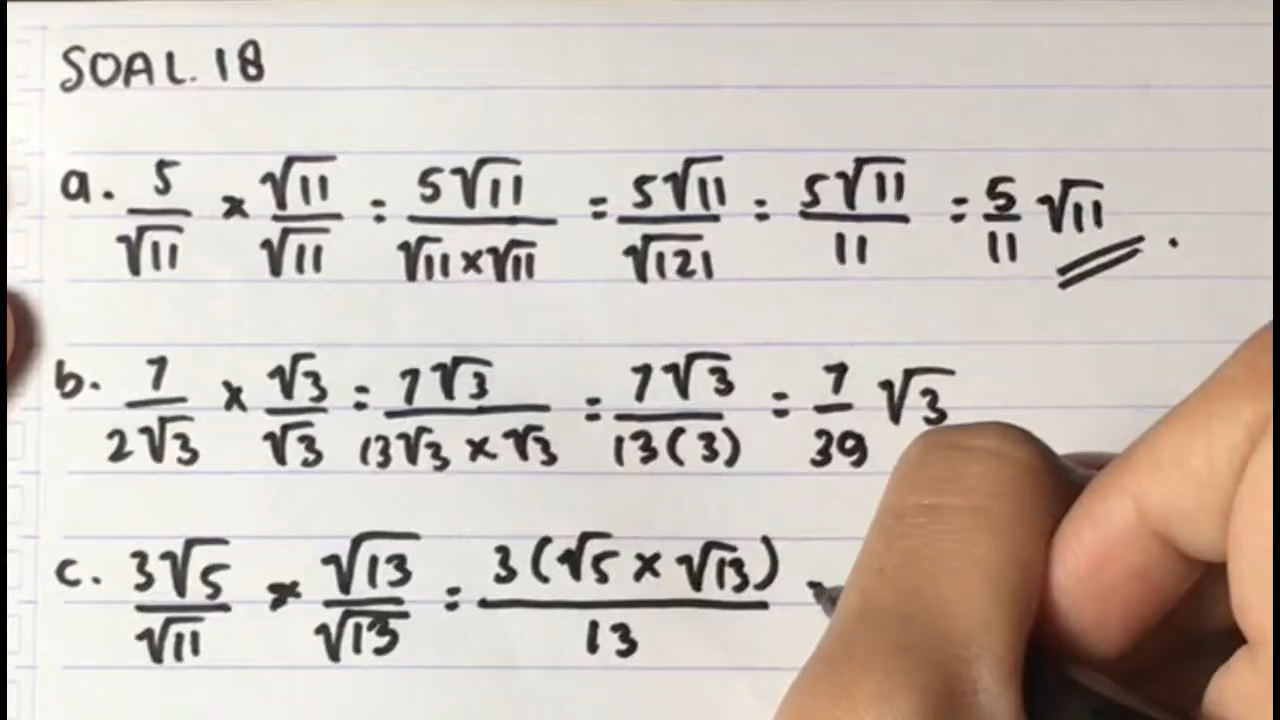 SOAL. 18
a. 5/√11 × √11/√11 = 5√11/√11×√11 = 5√11/√121 = 5√11/11 = 5/11 √11.
b. 7/2√3 × √3/√3 = 7√3/13√3 × √3 = 7√3/13(3) = 7/39 √3
c. 3√5/√11 × √13/√13 = 3(√5 × √13)/13